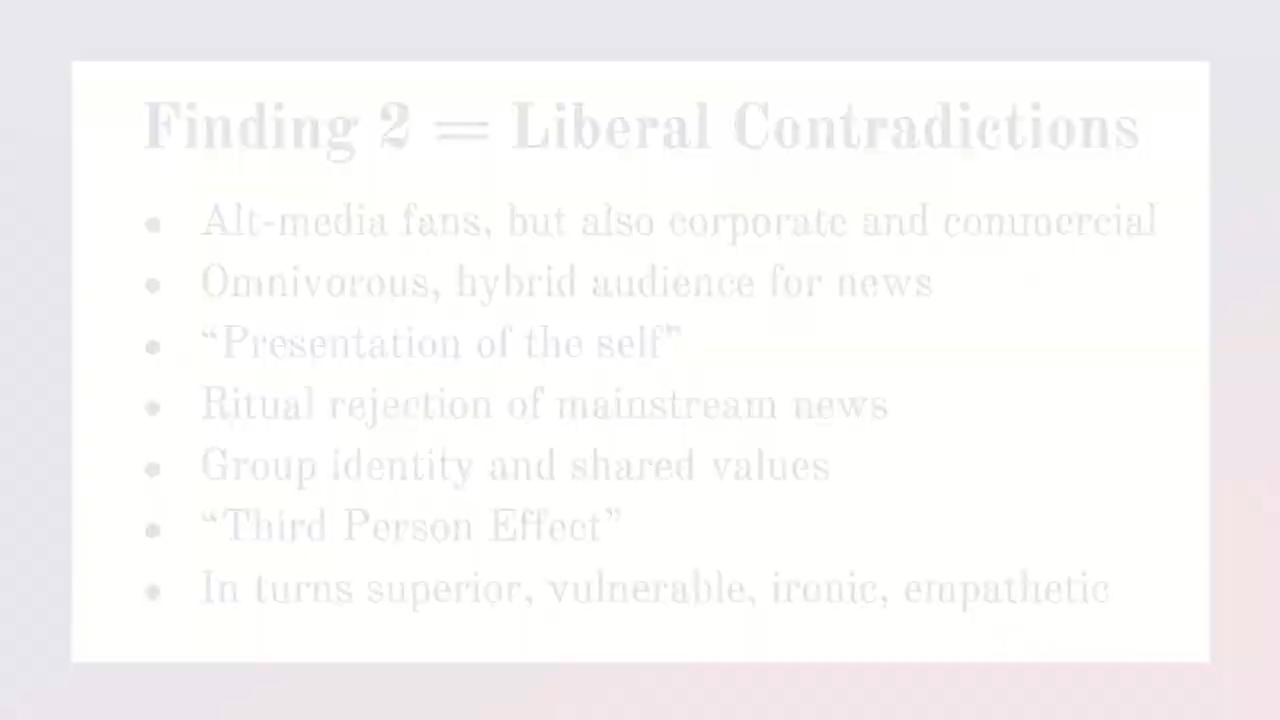 Finding 2 = Liberal Contradictions
• Alt-media fans, but also corporate and commercial
• Omnivorous, hybrid audience for news
• “Presentation of the self”
• Ritual rejection of mainstream news
• Group identity and shared values
• “Third Person Effect”
• In turns superior, vulnerable, ironic, empathetic